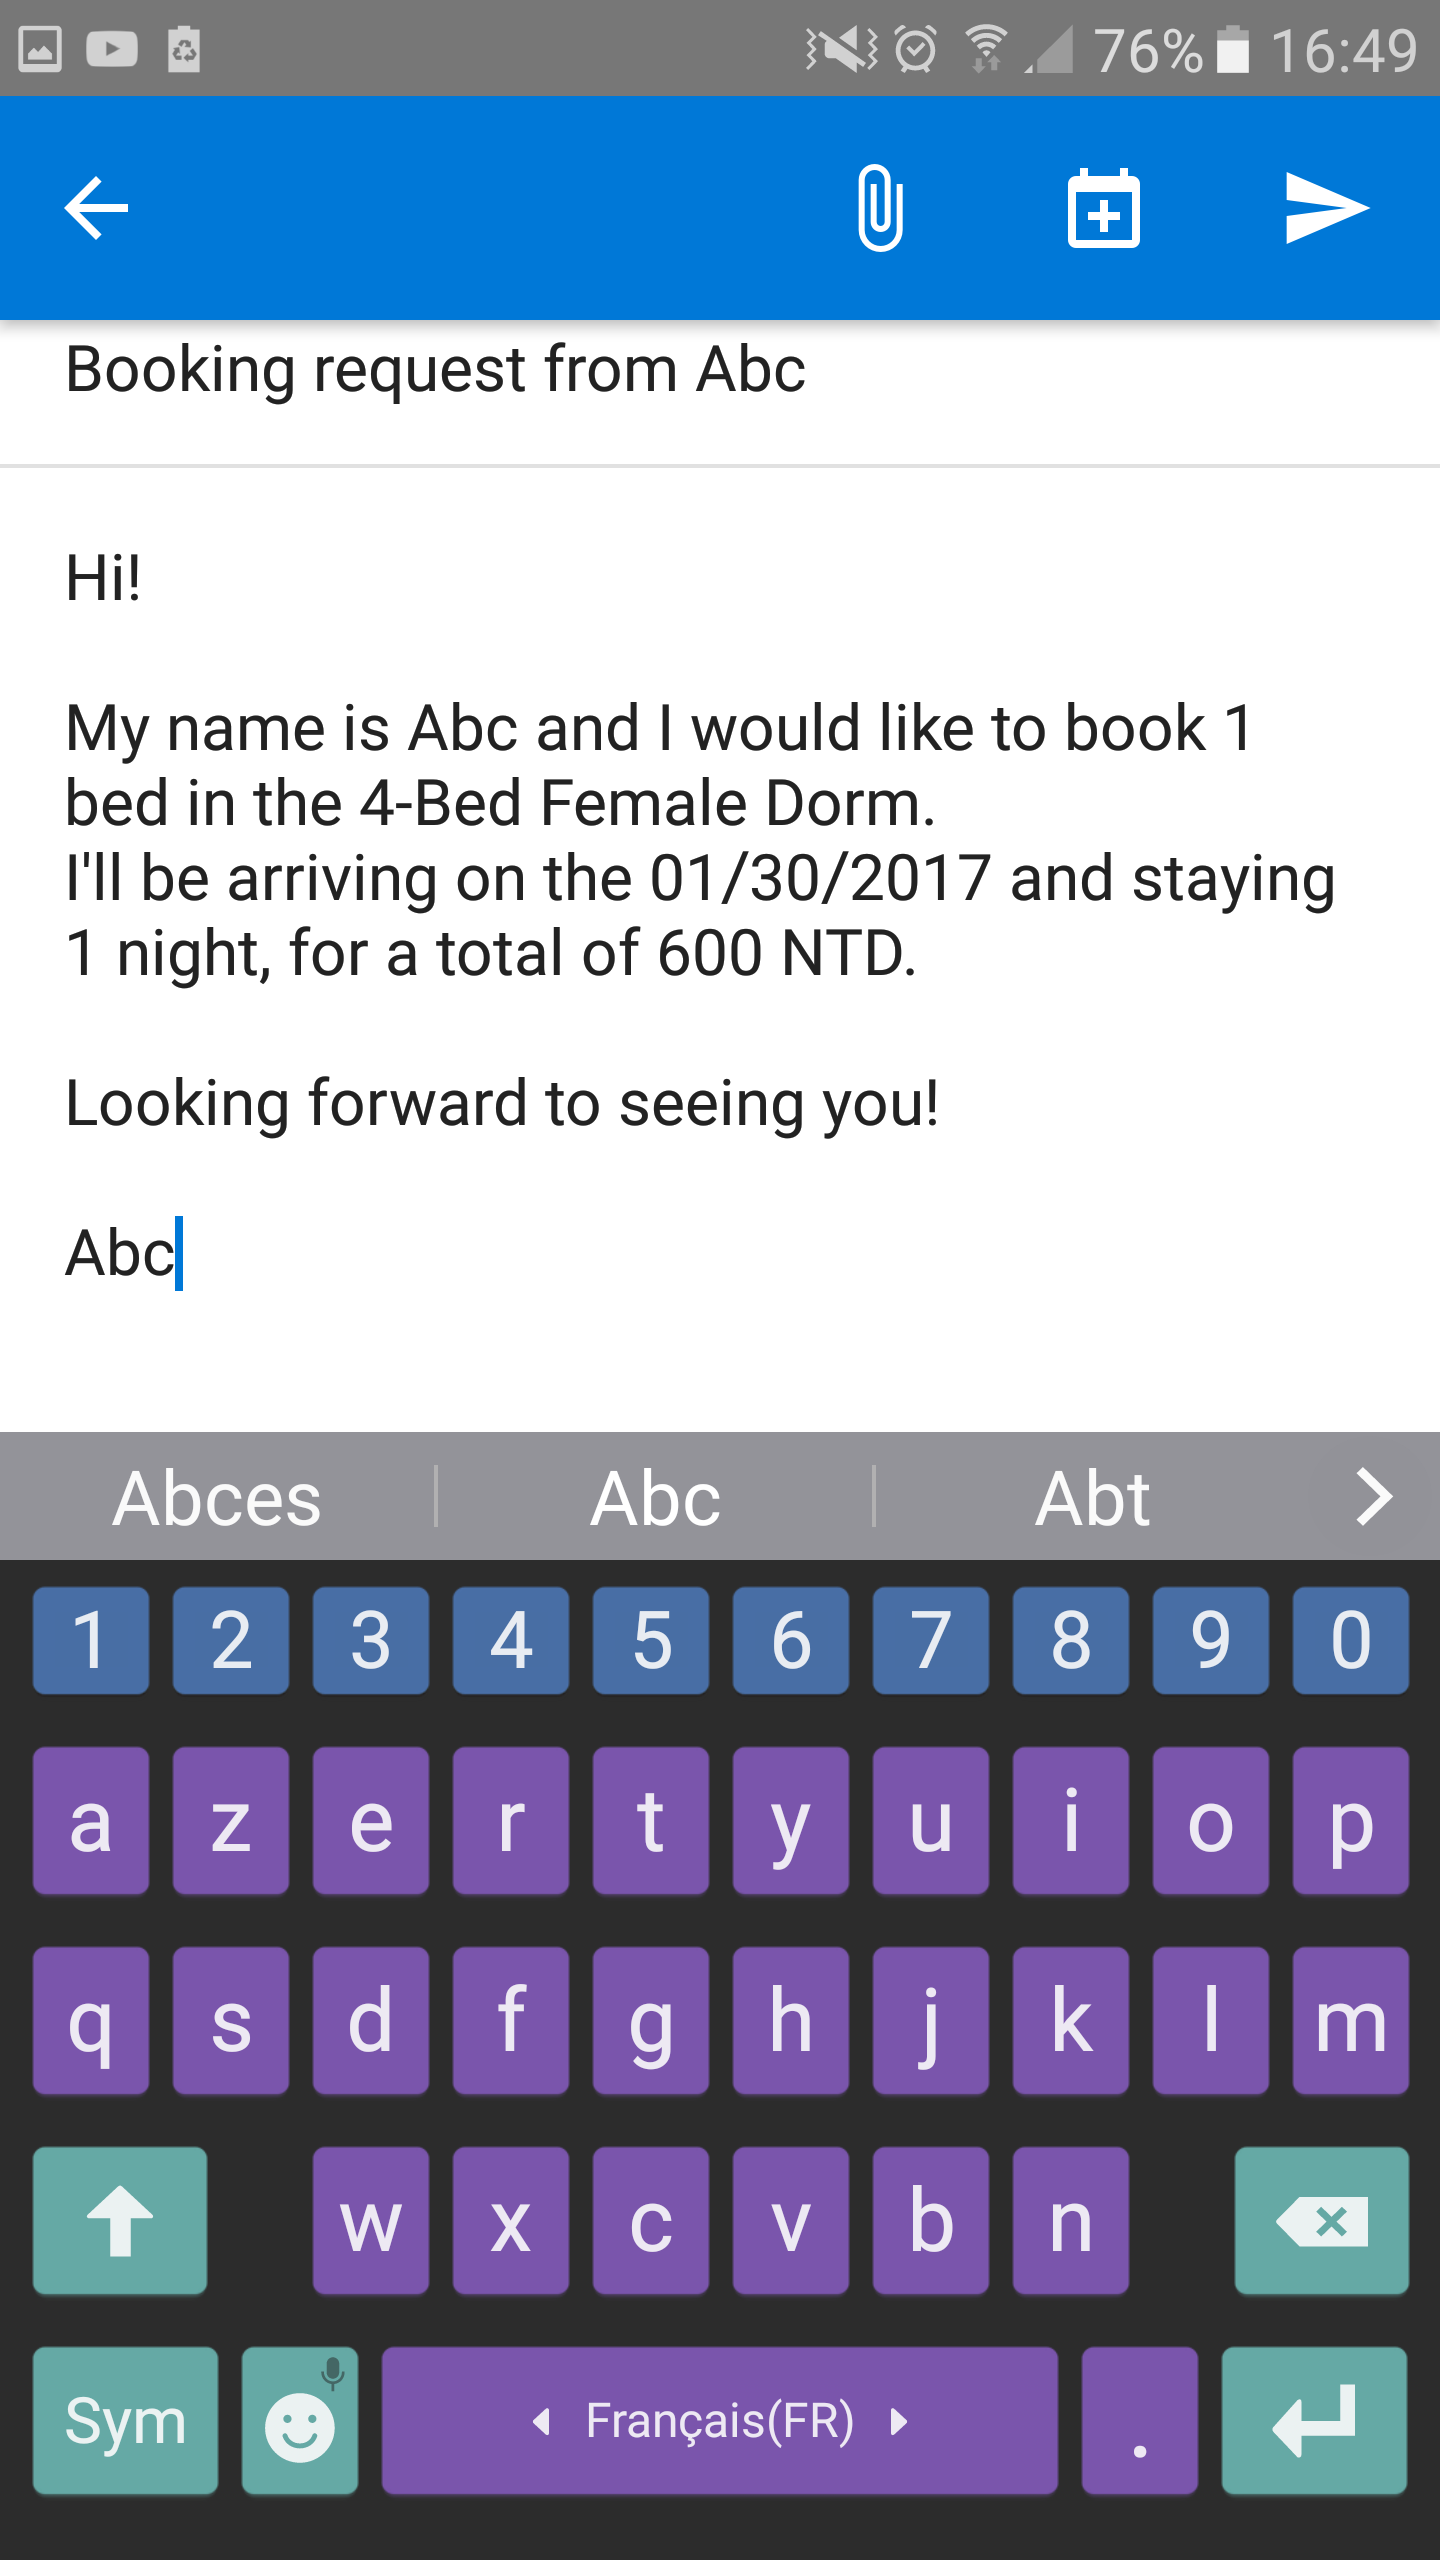 76% 16:49
Booking request from Abc
Hi!
My name is Abc and I would like to book 1
bed in the 4-Bed Female Dorm.
I'll be arriving on the 01/30/2017 and staying
1 night, for a total of 600 NTD.
Looking forward to seeing you!
Abc
Abces Abc Abt
1 2 3 4 5 6 7 8 9 0
a z e r t y u i o p
q s d f g h j k l m
w x c v b n
Sym Français(FR) .